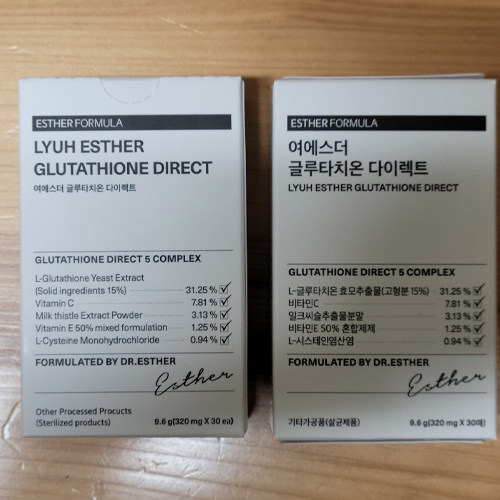 ESTHER FORMULA
LYUH ESTHER
GLUTATHIONE DIRECT
여에스더 글루타치온 다이렉트
GLUTATHIONE DIRECT 5 COMPLEX
L-Glutathione Yeast Extract
(Solid ingredients 15%) 31.25 %
Vitamin C 7.81 %
Milk thistle Extract Powder 3.13 %
Vitamin E 50% mixed formulation 1.25 %
L-Cysteine Monohydrochloride 0.94 %
FORMULATED BY DR.ESTHER
Esther
Other Processed Procucts
(Sterilized products) 9.6 g(320 mg X 30 ea)
ESTHER FORMULA
여에스더
글루타치온 다이렉트
LYUH ESTHER GLUTATHIONE DIRECT
GLUTATHIONE DIRECT 5 COMPLEX
L-글루타치온 효모추출물(고형분 15%) 31.25 %
비타민C 7.81 %
밀크씨슬추출물분말 3.13 %
비타민E 50% 혼합제제 1.25 %
L-시스테인염산염 0.94 %
FORMULATED BY DR.ESTHER
Esther
기타가공품(살균제품) 9.6 g(320 mg X 30매)